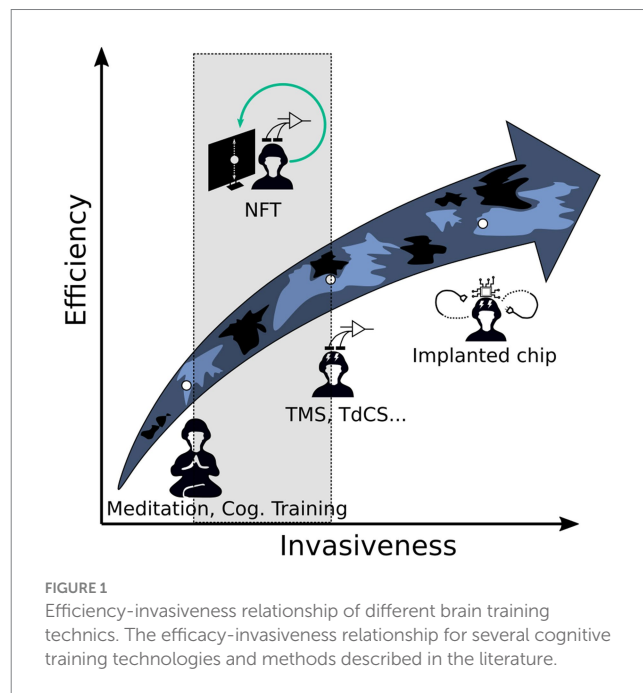 Efficiency
NFT
Implanted chip
TMS, TdCS...
Meditation, Cog. Training
Invasiveness
FIGURE 1
Efficiency-invasiveness relationship of different brain training
technics. The efficacy-invasiveness relationship for several cognitive
training technologies and methods described in the literature.